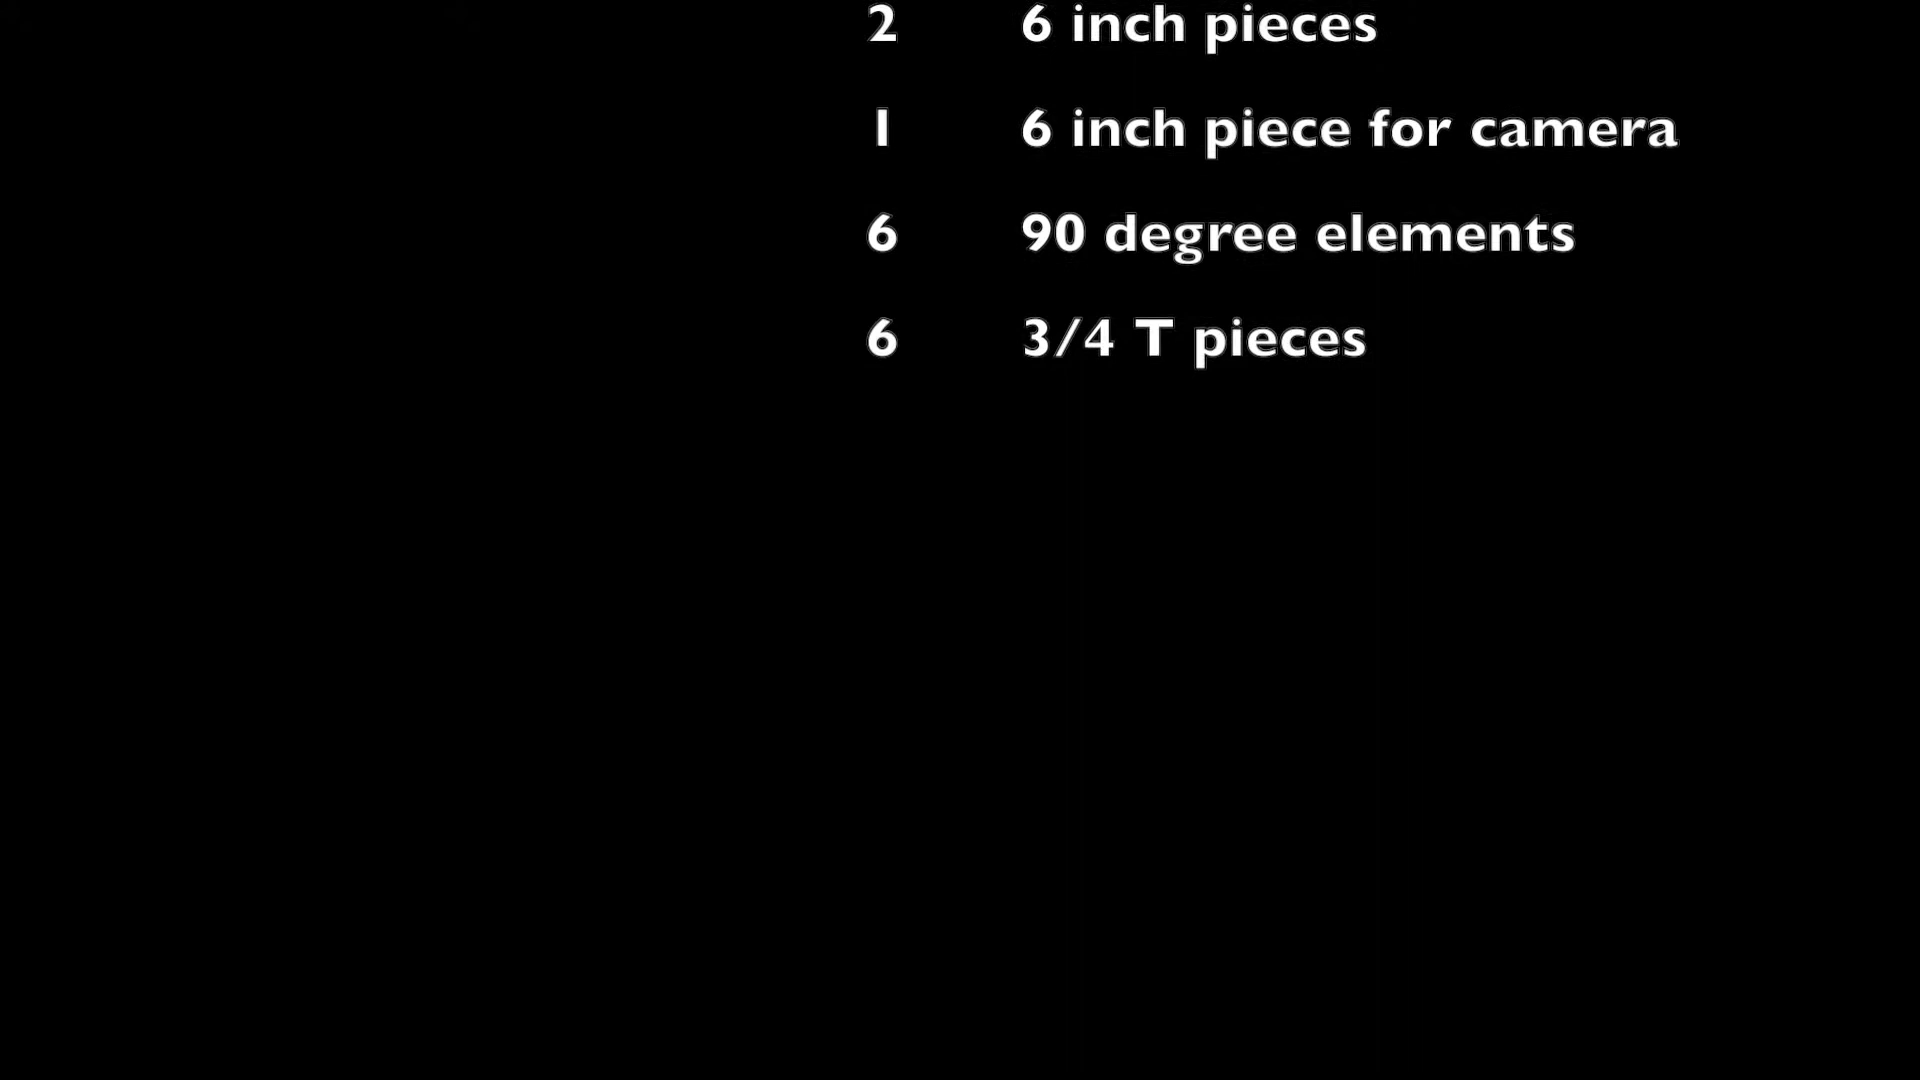 2 6 inch pieces
1 6 inch piece for camera
6 90 degree elements
6 3/4 T pieces